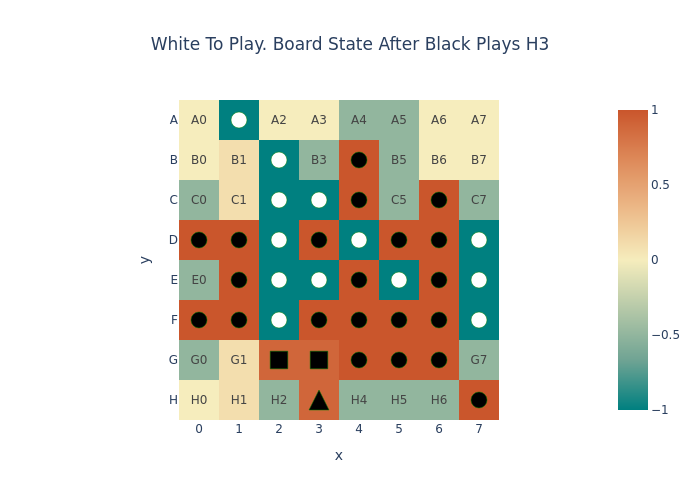 White To Play. Board State After Black Plays H3
A A0 A2 A3 A4 A5 A6 A7
B B0 B1 B3 B5 B6 B7
C C0 C1 C5 C7
D
E E0
F
G G0 G1 G7
H H0 H1 H2 H4 H5 H6
0 1 2 3 4 5 6 7
x
y
1
0.5
0
−0.5
−1